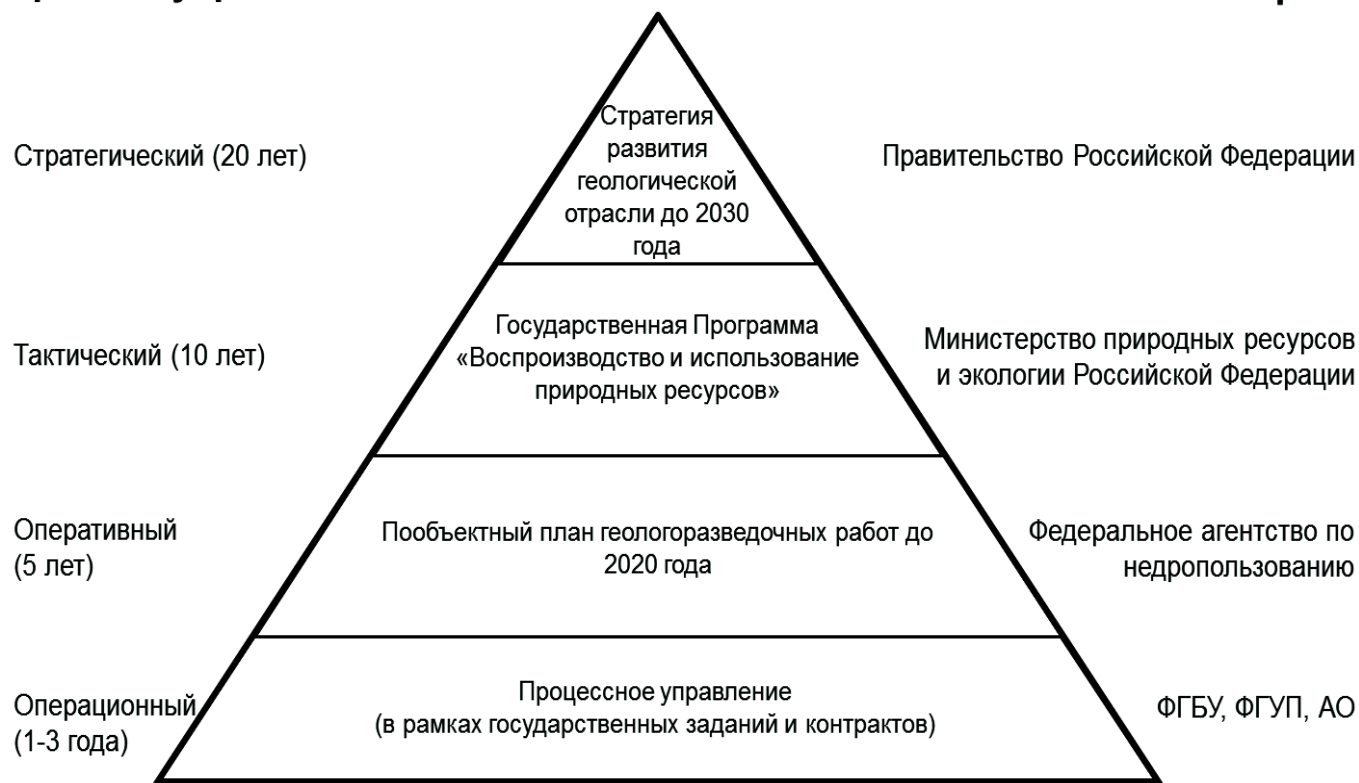 Стратегический (20 лет)
Стратегия
развития
геологической
отрасли до 2030
года
Правительство Российской Федерации
Тактический (10 лет)
Государственная Программа
«Воспроизводство и использование
природных ресурсов»
Министерство природных ресурсов
и экологии Российской Федерации
Оперативный
(5 лет)
Пообъектный план геологоразведочных работ до
2020 года
Федеральное агентство по
недропользованию
Операционный
(1-3 года)
Процессное управление
(в рамках государственных заданий и контрактов)
ФГБУ, ФГУП, АО